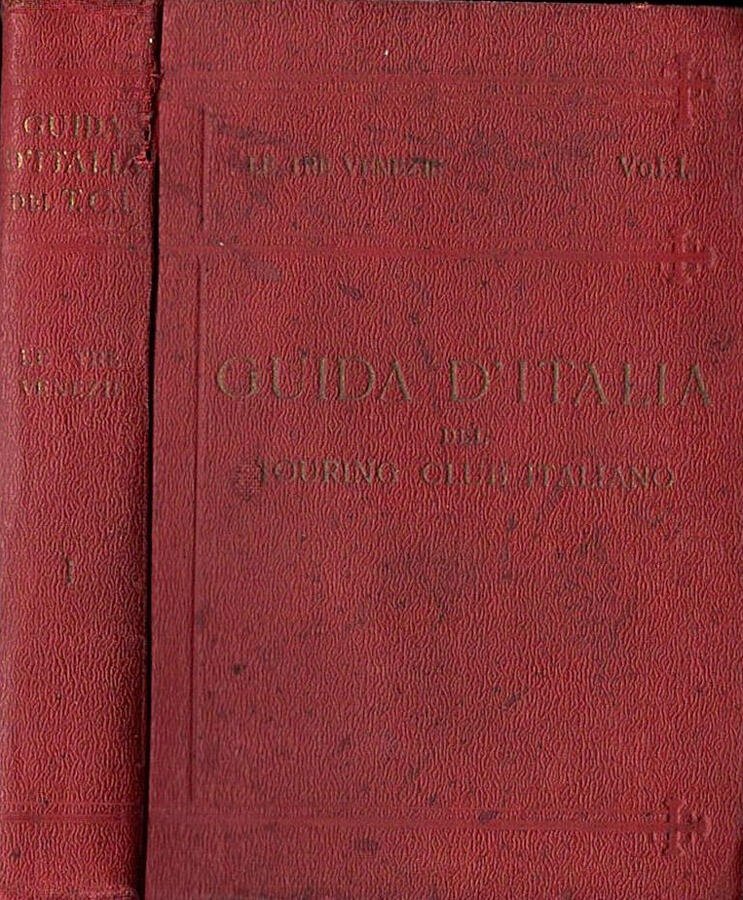 GUIDA
D'ITALIA
DEL T.C.I.
LE TRE
VENEZIE
I
LE TRE VENEZIE Vol. I.
GUIDA D'ITALIA
DEL
TOURING CLUB ITALIANO